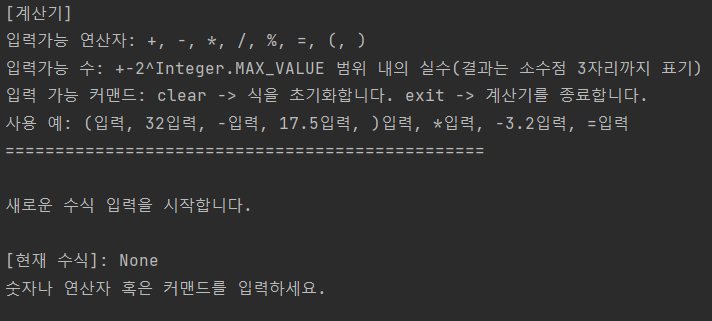 [계산기]
입력가능 연산자: +, -, *, /, %, =, (, )
입력가능 수: +-2^Integer.MAX_VALUE 범위 내의 실수(결과는 소수점 3자리까지 표기)
입력 가능 커맨드: clear -> 식을 초기화합니다. exit -> 계산기를 종료합니다.
사용 예: (입력, 32입력, -입력, 17.5입력, )입력, *입력, -3.2입력, =입력
================================================
새로운 수식 입력을 시작합니다.
[현재 수식]: None
숫자나 연산자 혹은 커맨드를 입력하세요.